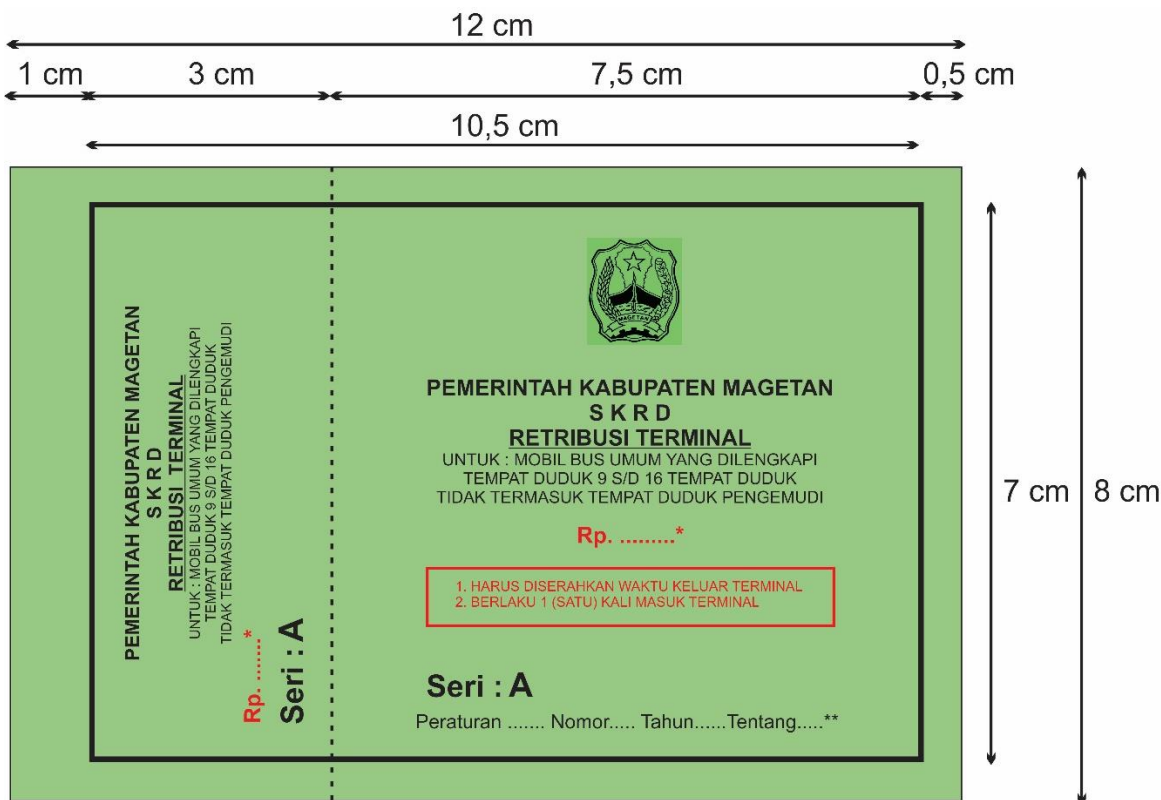 12 cm
1 cm 3 cm 7,5 cm 0,5 cm
10,5 cm
PEMERINTAH KABUPATEN MAGETAN
S K R D
RETRIBUSI TERMINAL
UNTUK : MOBIL BUS UMUM YANG DILENGKAPI
TEMPAT DUDUK 9 S/D 16 TEMPAT DUDUK
TIDAK TERMASUK TEMPAT DUDUK PENGEMUDI
Rp. .......*
Seri : A
MAGETAN
PEMERINTAH KABUPATEN MAGETAN
S K R D
RETRIBUSI TERMINAL
UNTUK : MOBIL BUS UMUM YANG DILENGKAPI
TEMPAT DUDUK 9 S/D 16 TEMPAT DUDUK
TIDAK TERMASUK TEMPAT DUDUK PENGEMUDI
Rp. .........*
1. HARUS DISERAHKAN WAKTU KELUAR TERMINAL
2. BERLAKU 1 (SATU) KALI MASUK TERMINAL
Seri : A
Peraturan ....... Nomor..... Tahun......Tentang.....**
7 cm 8 cm